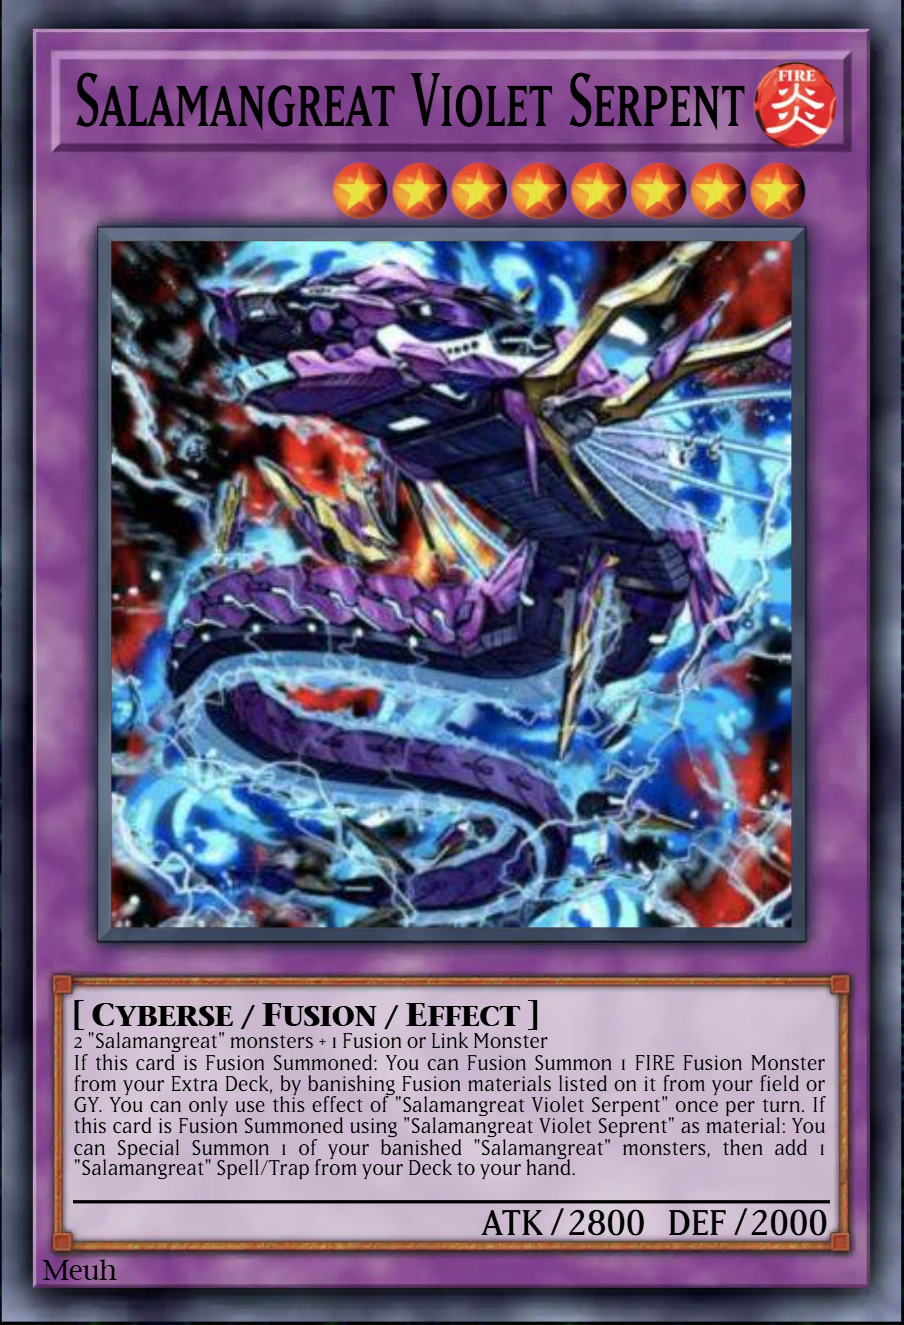 Salamangreat Violet Serpent
FIRE
炎
[ Cyberse / Fusion / Effect ]
2 "Salamangreat" monsters + 1 Fusion or Link Monster
If this card is Fusion Summoned: You can Fusion Summon 1 FIRE Fusion Monster
from your Extra Deck, by banishing Fusion materials listed on it from your field or
GY. You can only use this effect of "Salamangreat Violet Serpent" once per turn. If
this card is Fusion Summoned using "Salamangreat Violet Seprent" as material: You
can Special Summon 1 of your banished "Salamangreat" monsters, then add 1
"Salamangreat" Spell/Trap from your Deck to your hand.
ATK / 2800 DEF / 2000
Meuh